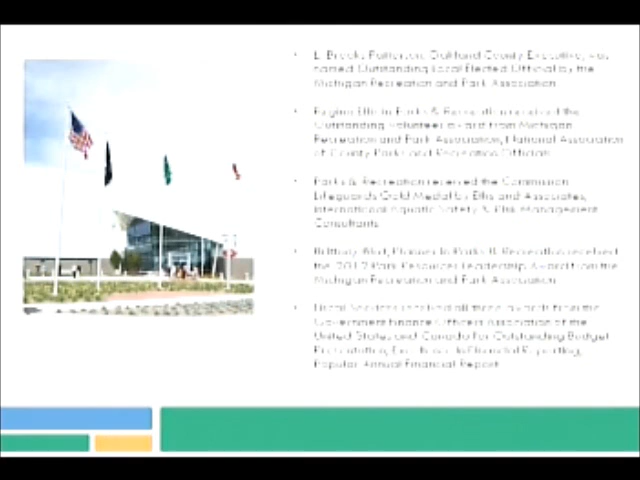 L. Brooks Patterson, Oakland County Executive, was
named Outstanding Local Elected Official by the
Michigan Recreation and Park Association
Parks & Recreation received the
Outstanding Volunteer award from Michigan
Recreation and Park Association, National Association
of County Parks and Recreation Officials
Parks & Recreation received the Commission
Lifeguards Gold Medal by Ellis and Associates,
International Aquatic Safety & Risk Management
Consultants
Planner in Parks & Recreation received
the 2017 Park Resources Leadership Award from the
Michigan Recreation and Park Association
Fiscal Services received all three awards from the
Government Finance Officers Association of the
United States and Canada for Outstanding Budget
Presentation, Excellence in Financial Reporting,
Popular Annual Financial Report